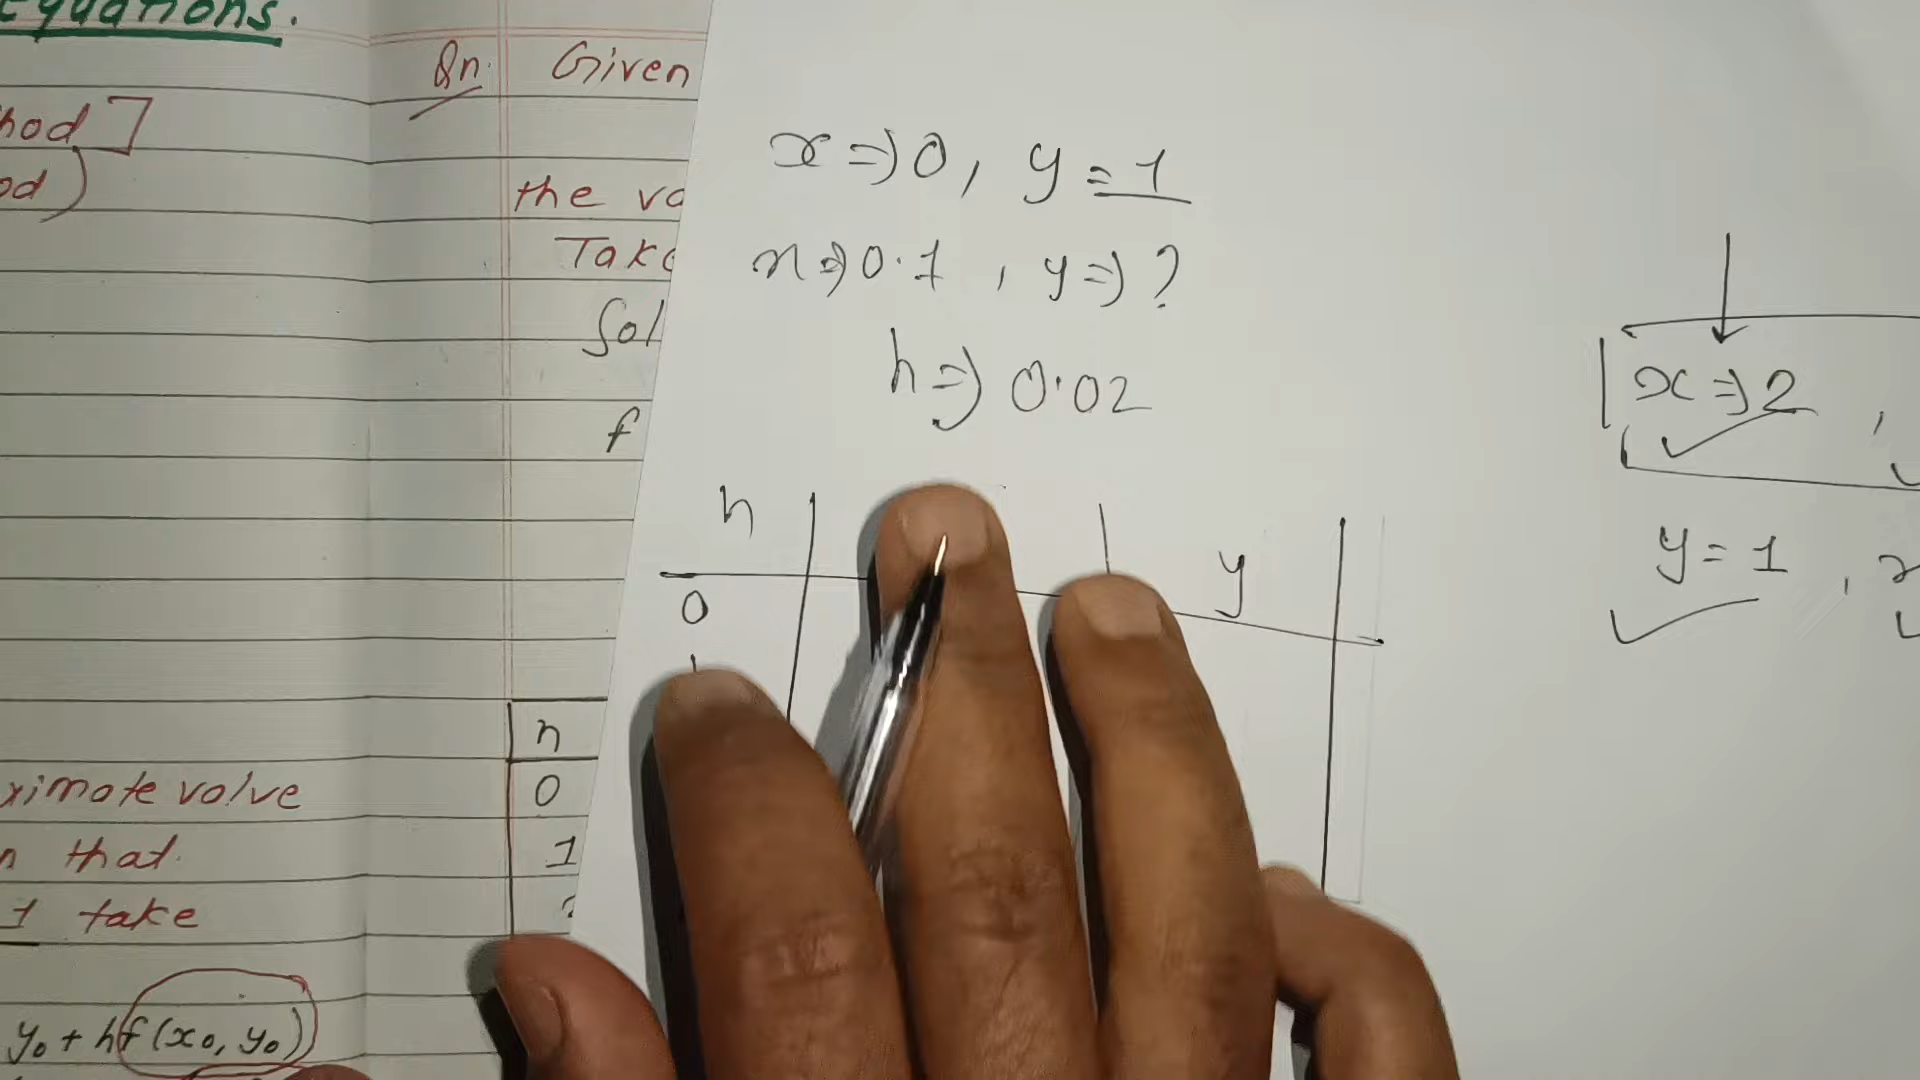 Equations.
hod]
od)
ximate valve
n that.
1 take
y₀ + hf(x₀, y₀)
Qn. Given
the va
Take
Sol
f
n
0
1
x => 0, y = 1
x => 0.1, y => ?
h => 0.02
n y
0
x => 2,
y = 1,